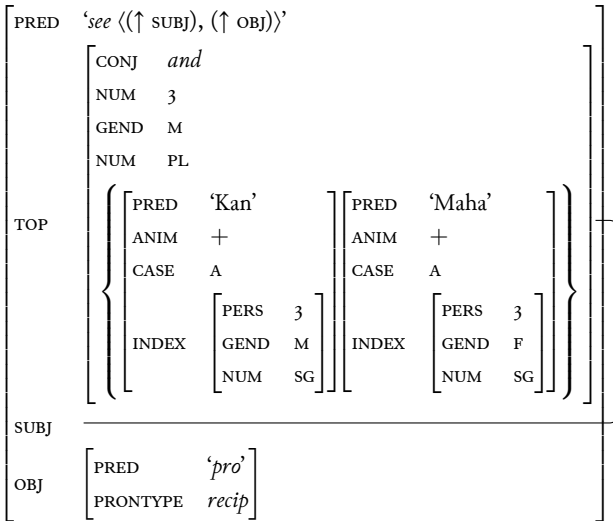 PRED ‘see ⟨(↑ SUBJ), (↑ OBJ)⟩’
CONJ and
NUM 3
GEND M
NUM PL
PRED ‘Kan’ PRED ‘Maha’
ANIM + ANIM +
TOP
CASE A CASE A
PERS 3 PERS 3
INDEX GEND M INDEX GEND F
NUM SG NUM SG
SUBJ
PRED ‘pro’
OBJ
PRONTYPE recip